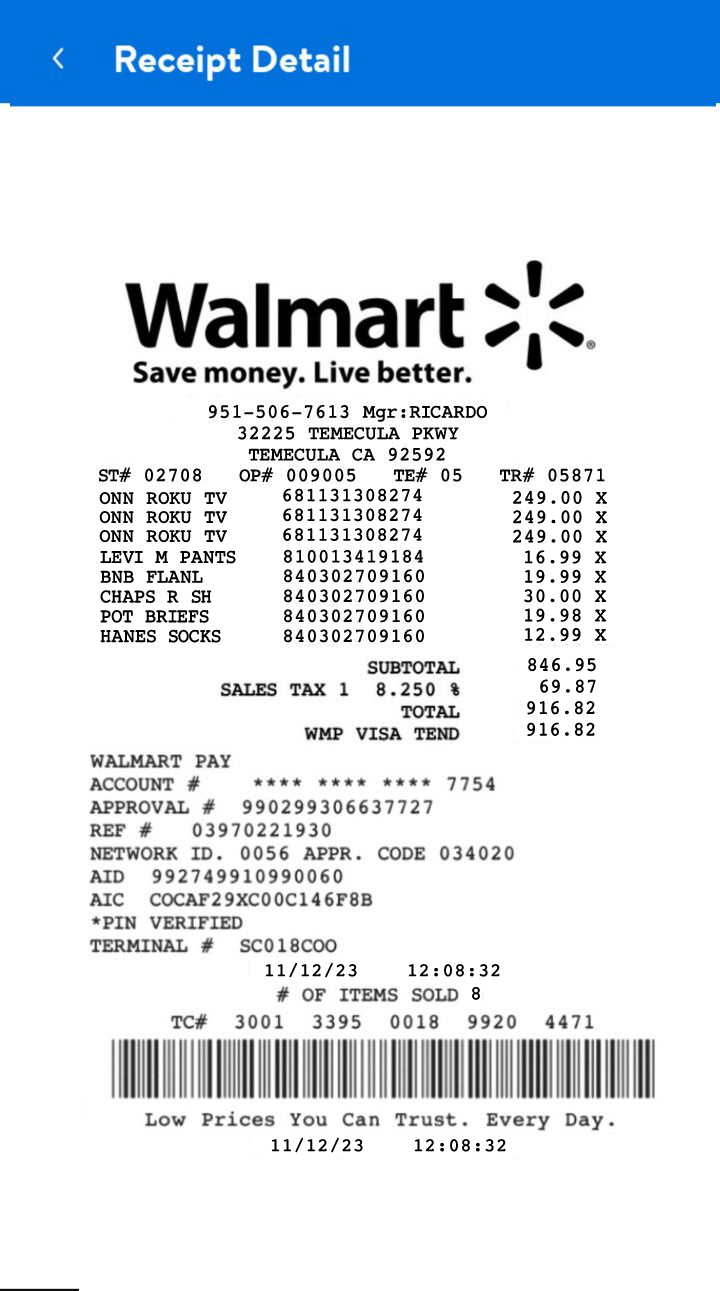 Receipt Detail
Walmart
Save money. Live better.
951-506-7613 Mgr:RICARDO
32225 TEMECULA PKWY
TEMECULA CA 92592
ST# 02708 OP# 009005 TE# 05 TR# 05871
ONN ROKU TV 681131308274 249.00 X
ONN ROKU TV 681131308274 249.00 X
ONN ROKU TV 681131308274 249.00 X
LEVI M PANTS 810013419184 16.99 X
BNB FLANL 840302709160 19.99 X
CHAPS R SH 840302709160 30.00 X
POT BRIEFS 840302709160 19.98 X
HANES SOCKS 840302709160 12.99 X
SUBTOTAL 846.95
SALES TAX 1 8.250 % 69.87
TOTAL 916.82
WMP VISA TEND 916.82
WALMART PAY
ACCOUNT # **** **** **** 7754
APPROVAL # 990299306637727
REF # 03970221930
NETWORK ID. 0056 APPR. CODE 034020
AID 992749910990060
AIC COCAF29XC00C146F8B
*PIN VERIFIED
TERMINAL # SC018COO
11/12/23 12:08:32
# OF ITEMS SOLD 8
TC# 3001 3395 0018 9920 4471
Low Prices You Can Trust. Every Day.
11/12/23 12:08:32